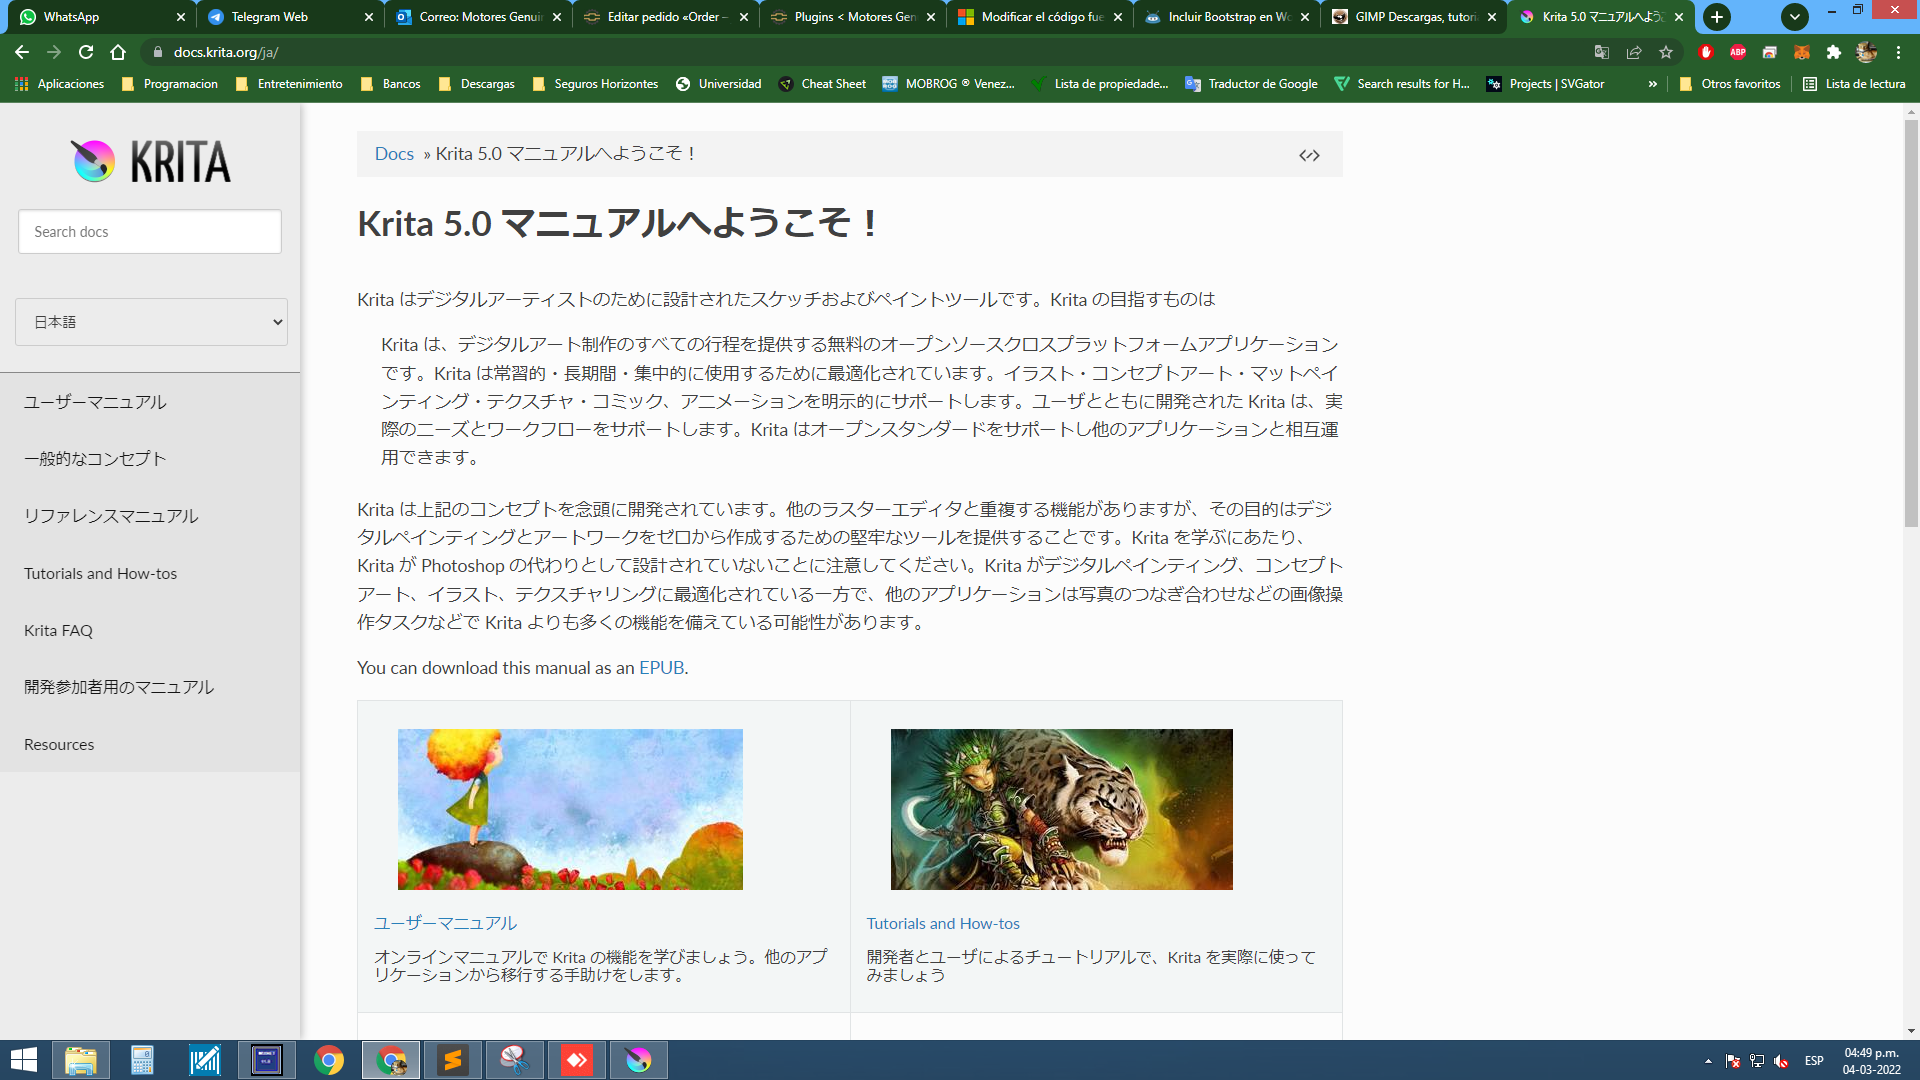 WhatsApp
Telegram Web
Correo: Motores Genui
Editar pedido «Order –
Plugins < Motores Gen
Modificar el código fue
Incluir Bootstrap en Wo
GIMP Descargas, tutori
Krita 5.0 マニュアルへようこ
docs.krita.org/ja/
Aplicaciones
Programacion
Entretenimiento
Bancos
Descargas
Seguros Horizontes
Universidad
Cheat Sheet
MOBROG ® Venez...
Lista de propiedade...
Traductor de Google
Search results for H...
Projects | SVGator
»
Otros favoritos
Lista de lectura
ABP
KRITA
Search docs
日本語
ユーザーマニュアル
一般的なコンセプト
リファレンスマニュアル
Tutorials and How-tos
Krita FAQ
開発参加者用のマニュアル
Resources
Docs » Krita 5.0 マニュアルへようこそ！
Krita 5.0 マニュアルへようこそ！
Krita はデジタルアーティストのために設計されたスケッチおよびペイントツールです。Krita の目指すものは
Krita は、デジタルアート制作のすべての行程を提供する無料のオープンソースクロスプラットフォームアプリケーション
です。Krita は常習的・長期間・集中的に使用するために最適化されています。イラスト・コンセプトアート・マットペイ
ンティング・テクスチャ・コミック、アニメーションを明示的にサポートします。ユーザとともに開発された Krita は、実
際のニーズとワークフローをサポートします。Krita はオープンスタンダードをサポートし他のアプリケーションと相互運
用できます。
Krita は上記のコンセプトを念頭に開発されています。他のラスターエディタと重複する機能がありますが、その目的はデジ
タルペインティングとアートワークをゼロから作成するための堅牢なツールを提供することです。Krita を学ぶにあたり、
Krita が Photoshop の代わりとして設計されていないことに注意してください。Krita がデジタルペインティング、コンセプト
アート、イラスト、テクスチャリングに最適化されている一方で、他のアプリケーションは写真のつなぎ合わせなどの画像操
作タスクなどで Krita よりも多くの機能を備えている可能性があります。
You can download this manual as an EPUB.
ユーザーマニュアル
オンラインマニュアルで Krita の機能を学びましょう。他のアプ
リケーションから移行する手助けをします。
Tutorials and How-tos
開発者とユーザによるチュートリアルで、Krita を実際に使って
みましょう
ESP
04:49 p.m.
04-03-2022